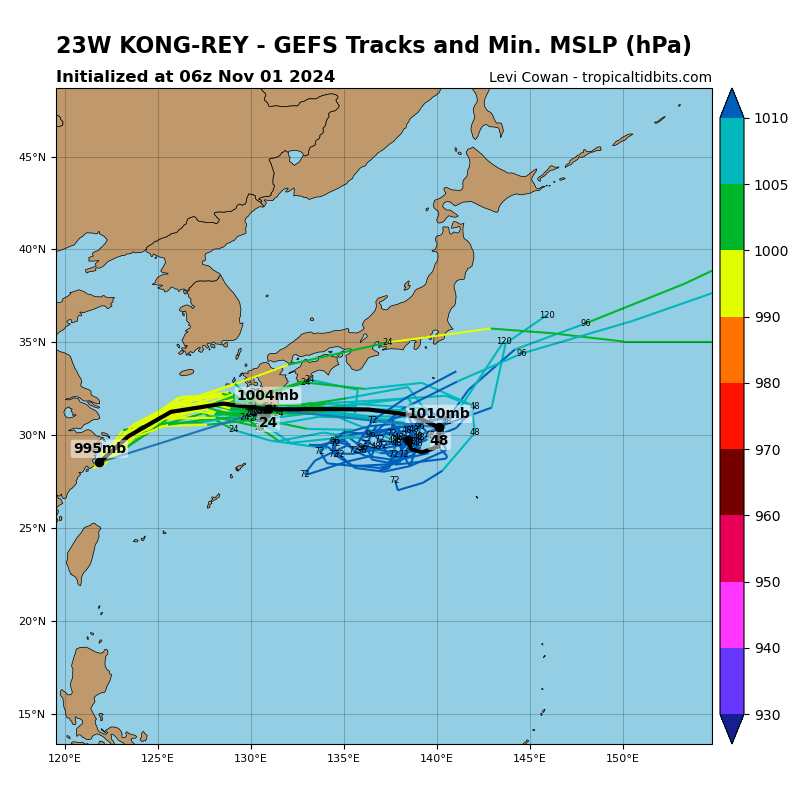 23W KONG-REY - GEFS Tracks and Min. MSLP (hPa)
Initialized at 06z Nov 01 2024
Levi Cowan - tropicaltidbits.com
45°N
40°N
35°N
30°N
25°N
20°N
15°N
120°E
125°E
130°E
135°E
140°E
145°E
150°E
1010
1005
1000
990
980
970
960
950
940
930
120
96
24
120
96
24
1004mb
48
1010mb
24
24
72
48
995mb
48
72
72
72